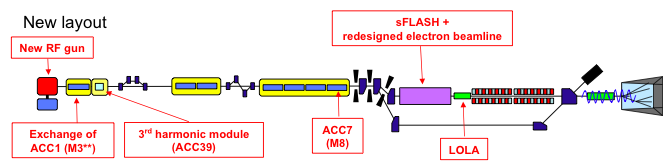 New layout
New RF gun
sFLASH +
redesigned electron beamline
Exchange of
ACC1 (M3**)
3rd harmonic module
(ACC39)
ACC7
(M8)
LOLA